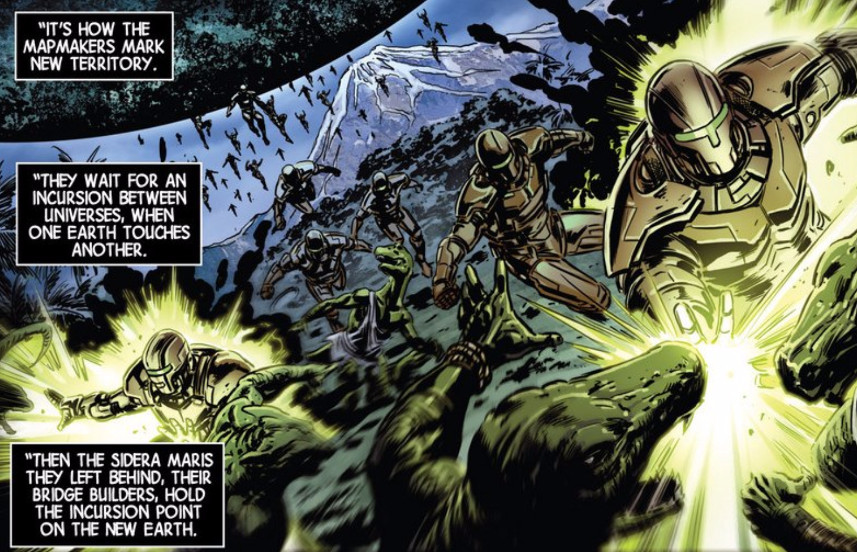 "IT'S HOW THE
MAPMAKERS MARK
NEW TERRITORY.
"THEY WAIT FOR AN
INCURSION BETWEEN
UNIVERSES, WHEN
ONE EARTH TOUCHES
ANOTHER.
"THEN THE SIDERA MARIS
THEY LEFT BEHIND, THEIR
BRIDGE BUILDERS, HOLD
THE INCURSION POINT
ON THE NEW EARTH.